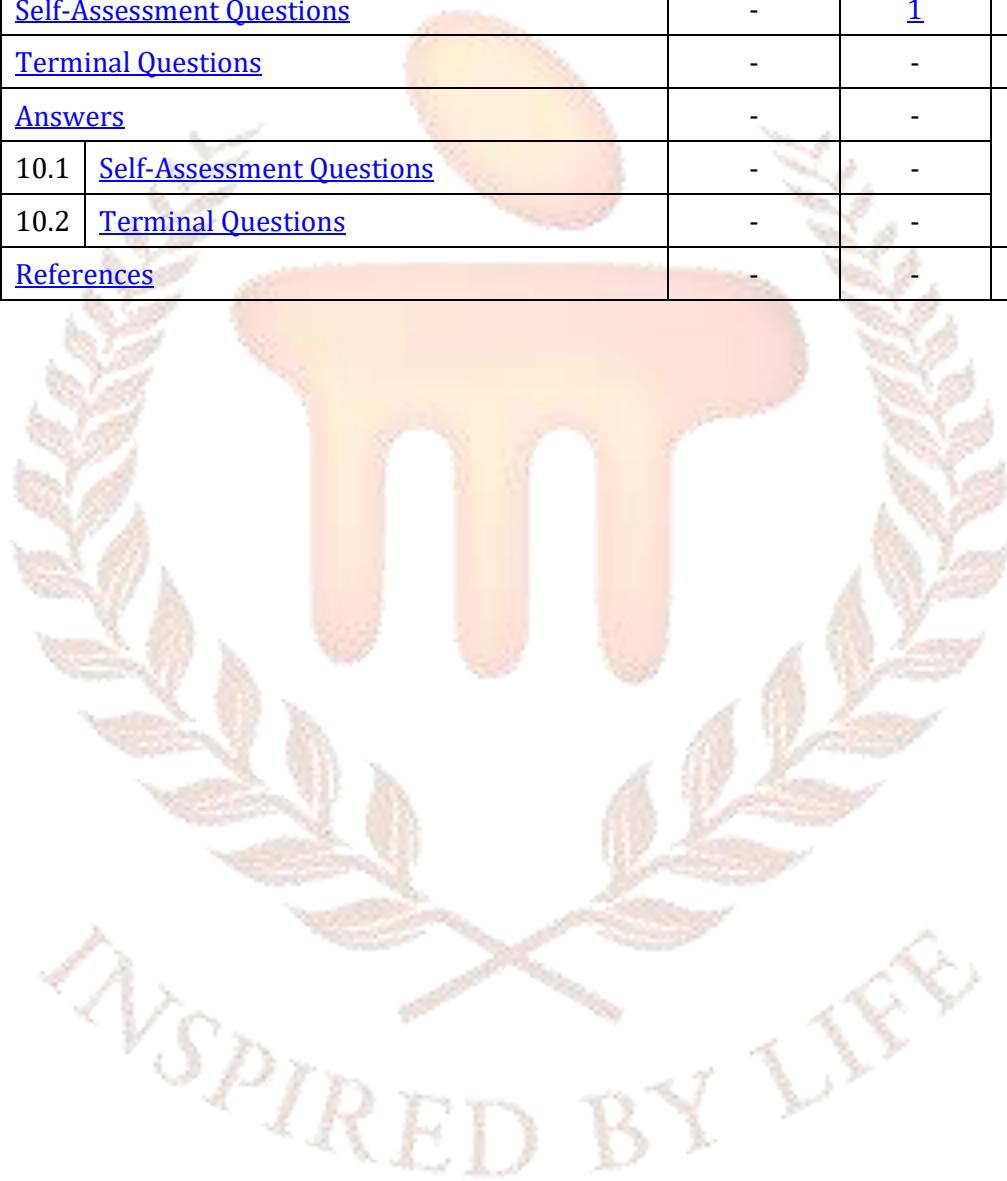 Self-Assessment Questions - 1
Terminal Questions - -
Answers - -
10.1 Self-Assessment Questions - -
10.2 Terminal Questions - -
References - -
INSPIRED BY LIFE